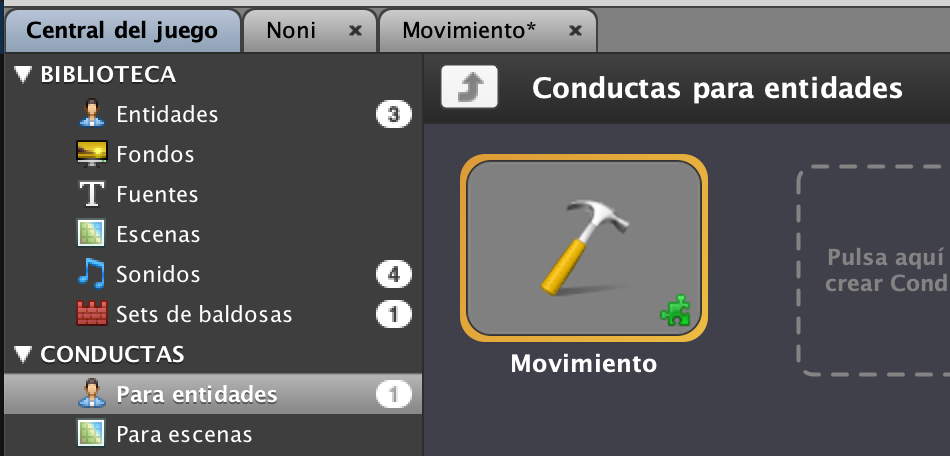 Central del juego
Noni ×
Movimiento* ×
BIBLIOTECA
Entidades 3
Fondos
Fuentes
Escenas
Sonidos 4
Sets de baldosas 1
CONDUCTAS
Para entidades 1
Para escenas
Conductas para entidades
Movimiento
Pulsa aquí
crear Cond